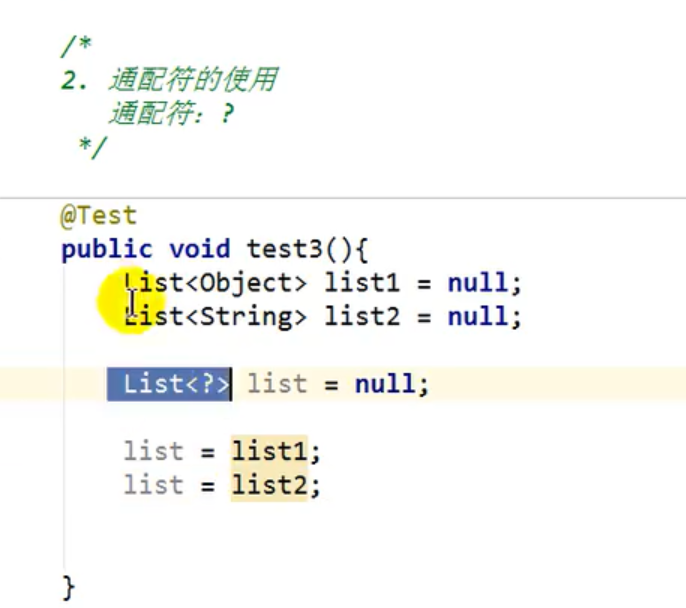 /*
2. 通配符的使用
通配符：?
*/
@Test
public void test3(){
List<Object> list1 = null;
List<String> list2 = null;
List<?> list = null;
list = list1;
list = list2;
}